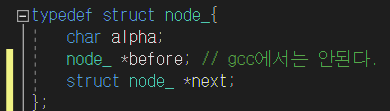 typedef struct node_{
char alpha;
node_ *before; // gcc에서는 안된다.
struct node_ *next;
};